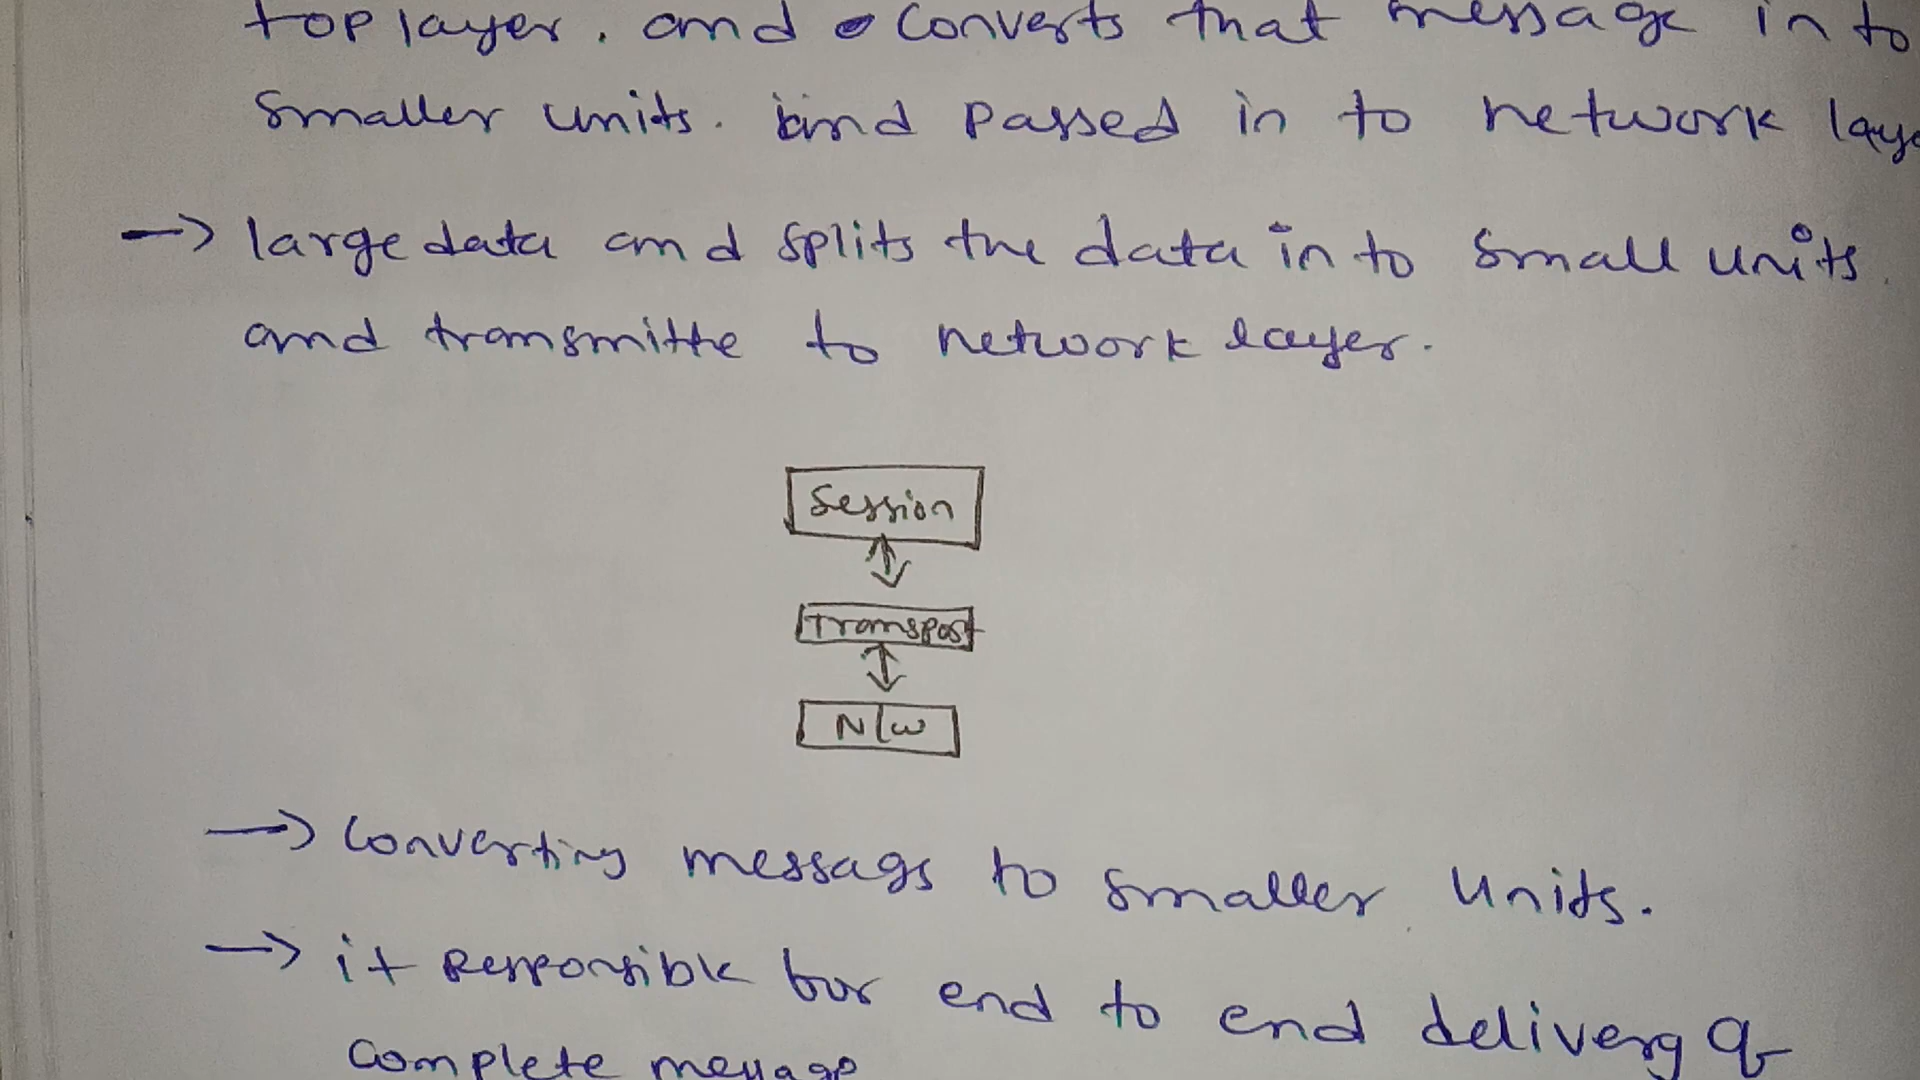 top layer. and converts that message in to
smaller units. and passed in to network laye
→ large data and splits the data in to small units
and transmitte to network layer.
Session
Transport
N/W
→ Converting messags to smaller units.
→ it Responsible for end to end delivery of
complete message